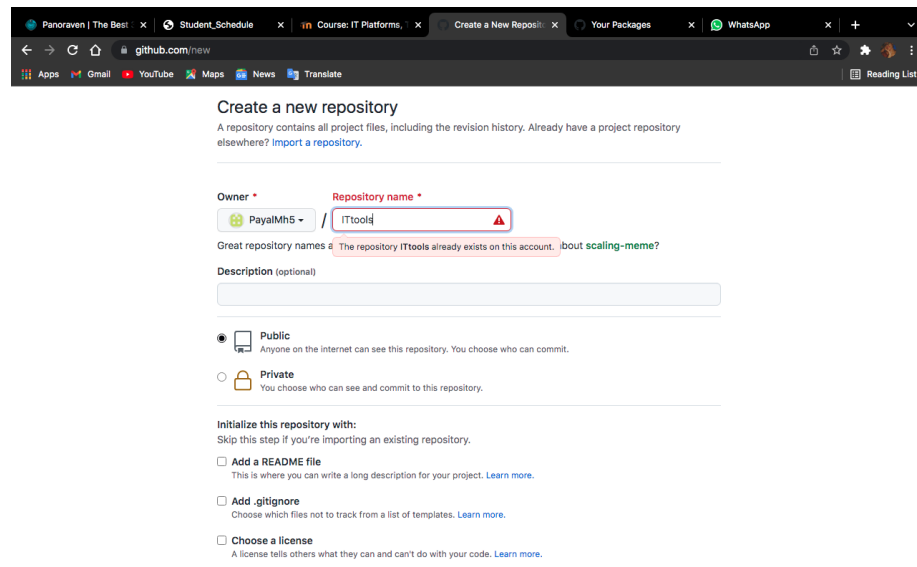 Panoraven | The Best
Student_Schedule
Course: IT Platforms, T
Create a New Reposit
Your Packages
WhatsApp
github.com/new
Apps
Gmail
YouTube
Maps
News
Translate
Reading List
Create a new repository
A repository contains all project files, including the revision history. Already have a project repository
elsewhere? Import a repository.
Owner *
Repository name *
PayalMh5
/
ITtools
Great repository names a
The repository ITtools already exists on this account.
bout scaling-meme?
Description (optional)
Public
Anyone on the internet can see this repository. You choose who can commit.
Private
You choose who can see and commit to this repository.
Initialize this repository with:
Skip this step if you're importing an existing repository.
Add a README file
This is where you can write a long description for your project. Learn more.
Add .gitignore
Choose which files not to track from a list of templates. Learn more.
Choose a license
A license tells others what they can and can't do with your code. Learn more.